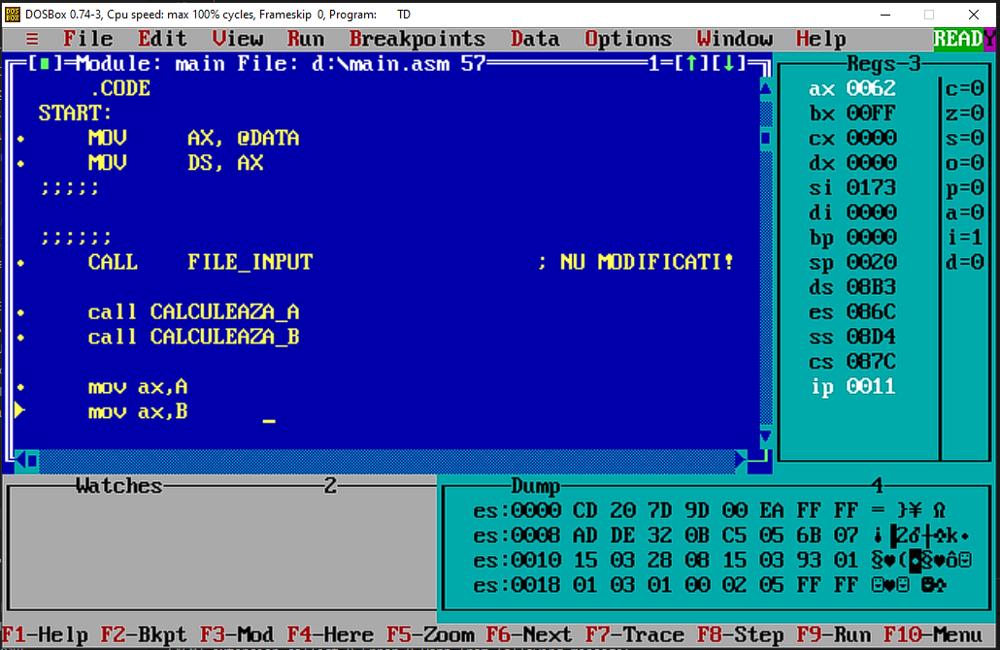 DOSBox 0.74-3, Cpu speed: max 100% cycles, Frameskip 0, Program: TD
≡ File Edit View Run Breakpoints Data Options Window Help READY
[■]=Module: main File: d:\main.asm 57 1=[↑][↓]
.CODE
START:
MOV AX, @DATA
MOV DS, AX
;;;;;
;;;;;;
CALL FILE_INPUT ; NU MODIFICATI!
call CALCULEAZA_A
call CALCULEAZA_B
mov ax,A
mov ax,B _
Regs 3
ax 0062 c=0
bx 00FF z=0
cx 0000 s=0
dx 0000 o=0
si 0173 p=0
di 0000 a=0
bp 0000 i=1
sp 0020 d=0
ds 08B3
es 086C
ss 08D4
cs 087C
ip 0011
Watches 2
Dump 4
es:0000 CD 20 7D 9D 00 EA FF FF = }¥ Ω
es:0008 AD DE 32 0B C5 05 6B 07 ¡▐2♂┼♣k•
es:0010 15 03 28 08 15 03 93 01 §♥(◘§♥ô☺
es:0018 01 03 01 00 02 05 FF FF ☺♥☺ ☻♣
F1-Help F2-Bkpt F3-Mod F4-Here F5-Zoom F6-Next F7-Trace F8-Step F9-Run F10-Menu